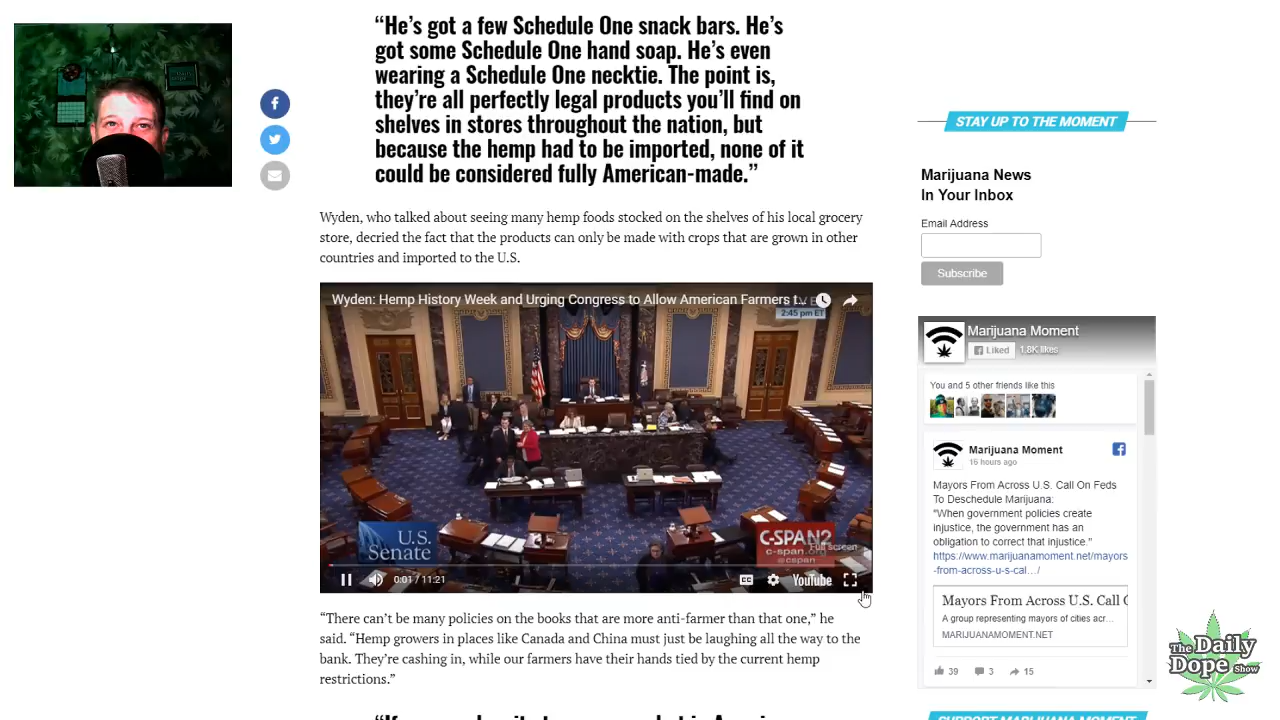 “He’s got a few Schedule One snack bars. He’s
got some Schedule One hand soap. He’s even
wearing a Schedule One necktie. The point is,
they’re all perfectly legal products you’ll find on
shelves in stores throughout the nation, but
because the hemp had to be imported, none of it
could be considered fully American-made.”
Wyden, who talked about seeing many hemp foods stocked on the shelves of his local grocery
store, decried the fact that the products can only be made with crops that are grown in other
countries and imported to the U.S.
Wyden: Hemp History Week and Urging Congress to Allow American Farmers t...
2:45 pm ET
U.S.
Senate
C-SPAN2
c-span.org
@cspan
Full screen
0:01 / 11:21
CC
YouTube
“There can’t be many policies on the books that are more anti-farmer than that one,” he
said. “Hemp growers in places like Canada and China must just be laughing all the way to the
bank. They’re cashing in, while our farmers have their hands tied by the current hemp
restrictions.”
STAY UP TO THE MOMENT
Marijuana News
In Your Inbox
Email Address
Subscribe
Marijuana Moment
Liked
1.8K likes
You and 5 other friends like this
Marijuana Moment
15 hours ago
Mayors From Across U.S. Call On Feds
To Deschedule Marijuana:
"When government policies create
injustice, the government has an
obligation to correct that injustice."
https://www.marijuanamoment.net/mayors
-from-across-u-s-cal…/
Mayors From Across U.S. Call
A group representing mayors of cities acr...
MARIJUANAMOMENT.NET
39
3
15
SUPPORT MARIJUANA MOMENT
The Daily
Dope Show